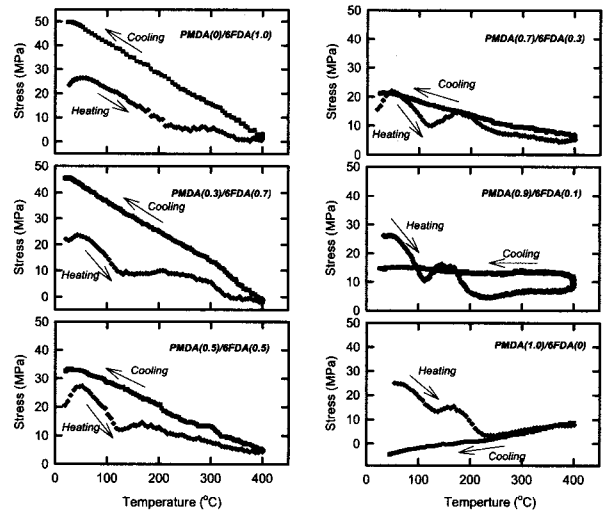 PMDA(0)/6FDA(1.0)
Cooling
Heating
Stress (MPa)
50
40
30
20
10
0
PMDA(0.3)/6FDA(0.7)
Cooling
Heating
Stress (MPa)
50
40
30
20
10
0
PMDA(0.5)/6FDA(0.5)
Cooling
Heating
Stress (MPa)
50
40
30
20
10
0
0 100 200 300 400
Temperature (°C)
PMDA(0.7)/6FDA(0.3)
Cooling
Heating
Stress (MPa)
50
40
30
20
10
0
PMDA(0.9)/6FDA(0.1)
Heating
Cooling
Stress (MPa)
50
40
30
20
10
0
PMDA(1.0)/6FDA(0)
Heating
Cooling
Stress (MPa)
50
40
30
20
10
0
0 100 200 300 400
Temperture (°C)